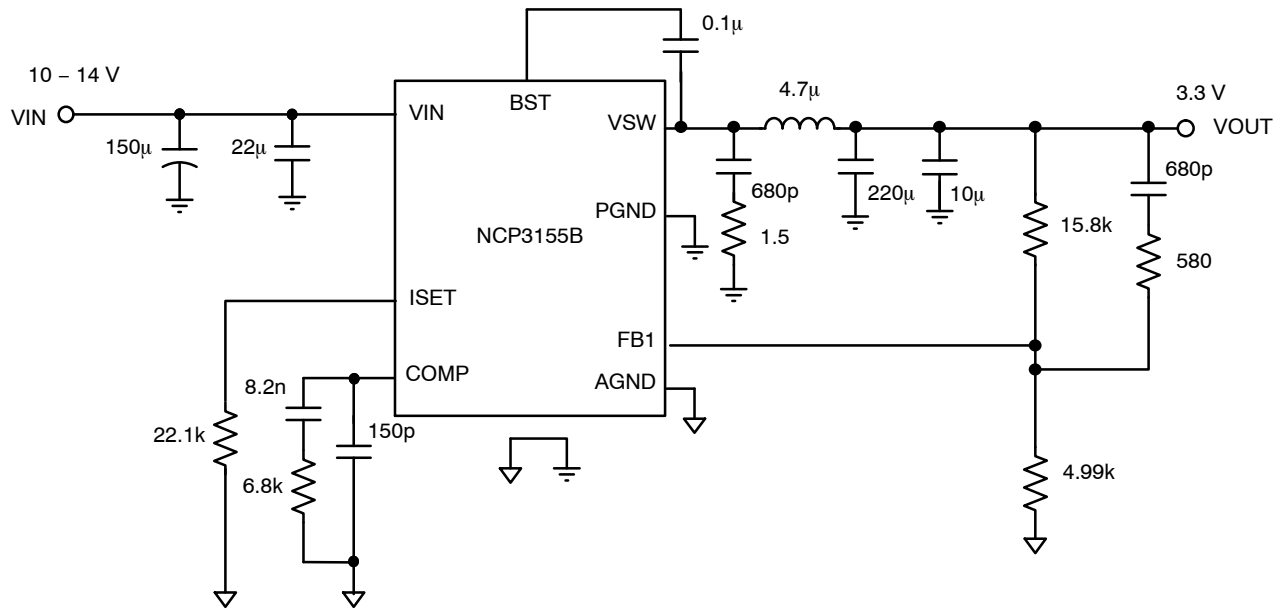 0.1μ
10 – 14 V
VIN
150μ
22μ
VIN
BST
VSW
4.7μ
3.3 V
VOUT
680p
1.5
220μ
10μ
15.8k
680p
580
PGND
NCP3155B
ISET
FB1
COMP
AGND
8.2n
22.1k
6.8k
150p
4.99k